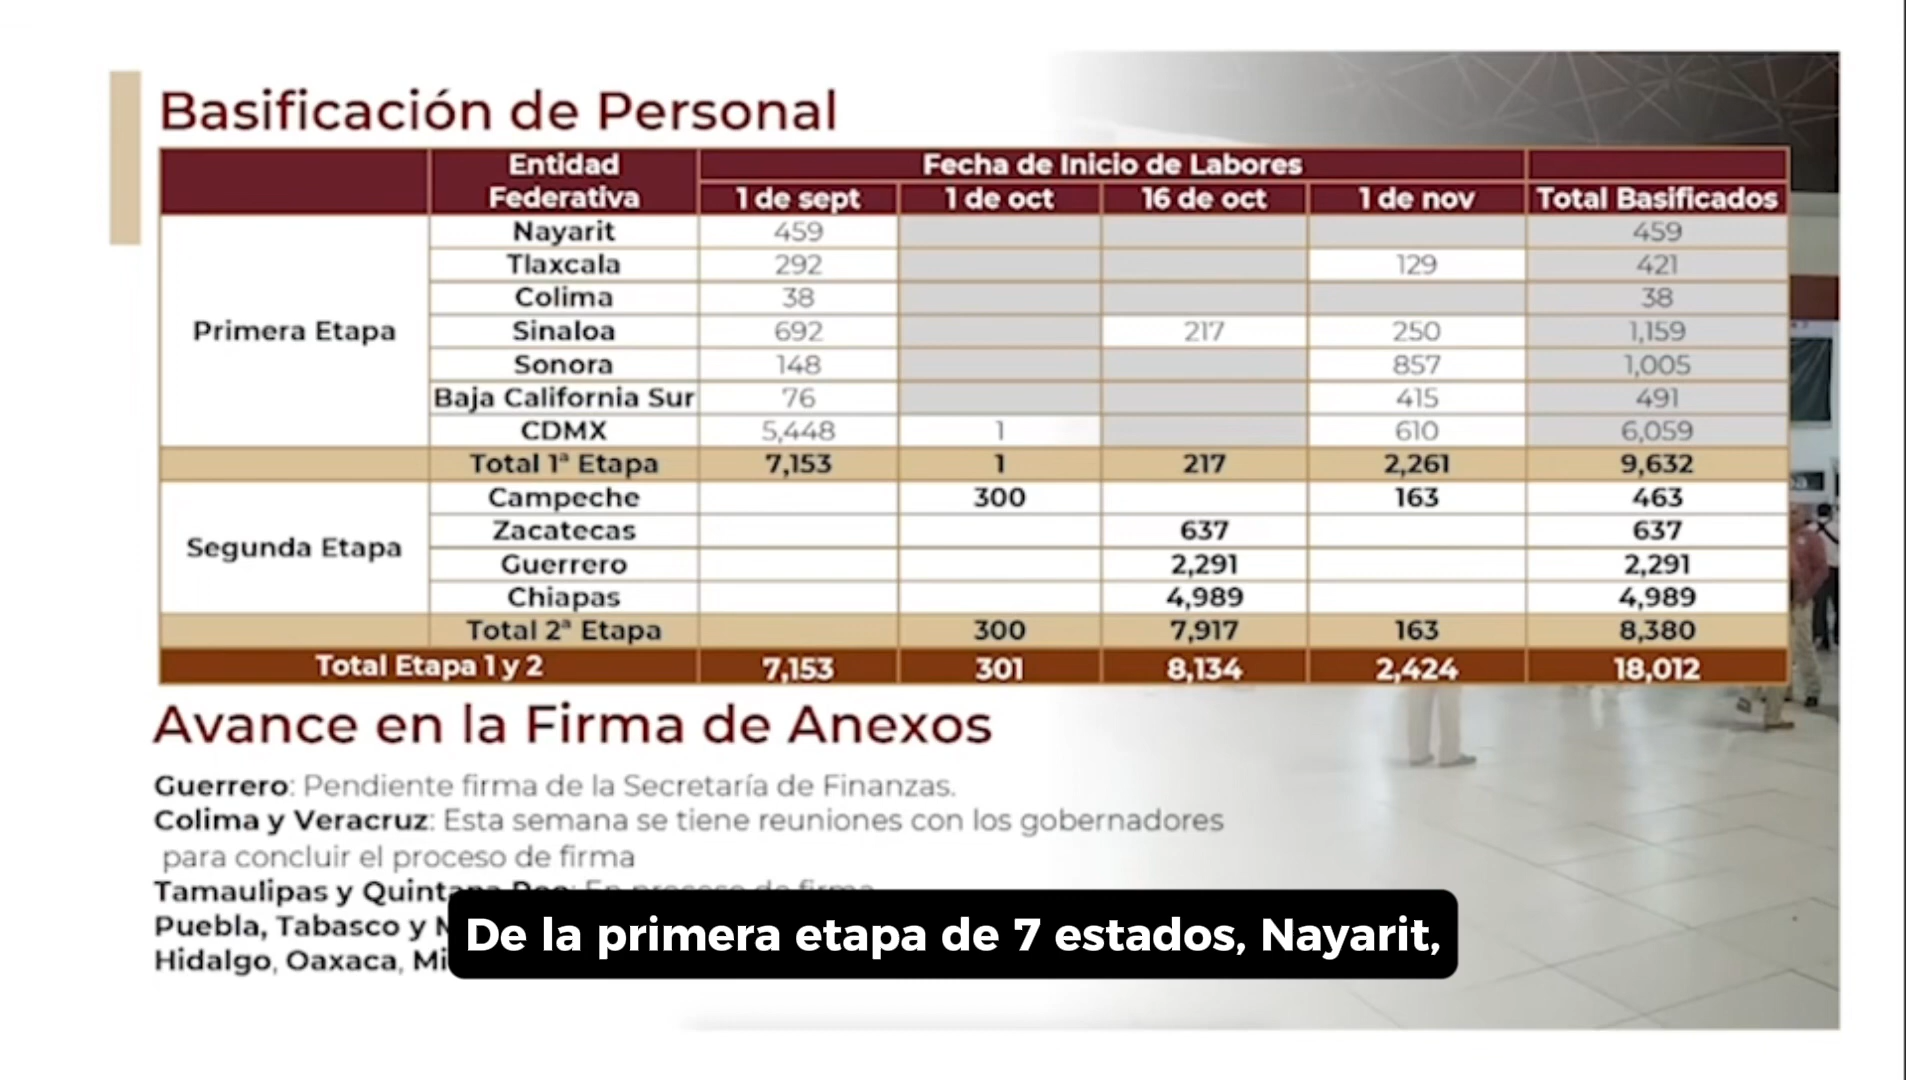 Basificación de Personal
Entidad Federativa Fecha de Inicio de Labores
1 de sept 1 de oct 16 de oct 1 de nov Total Basificados
Primera Etapa
Nayarit 459 459
Tlaxcala 292 129 421
Colima 38 38
Sinaloa 692 217 250 1,159
Sonora 148 857 1,005
Baja California Sur 76 415 491
CDMX 5,448 1 610 6,059
Total 1ª Etapa 7,153 1 217 2,261 9,632
Segunda Etapa
Campeche 300 163 463
Zacatecas 637 637
Guerrero 2,291 2,291
Chiapas 4,989 4,989
Total 2ª Etapa 300 7,917 163 8,380
Total Etapa 1 y 2 7,153 301 8,134 2,424 18,012
Avance en la Firma de Anexos
Guerrero: Pendiente firma de la Secretaría de Finanzas.
Colima y Veracruz: Esta semana se tiene reuniones con los gobernadores
para concluir el proceso de firma
Tamaulipas y Quintana Roo: En proceso de firma
Puebla, Tabasco y
Hidalgo, Oaxaca,
De la primera etapa de 7 estados, Nayarit,